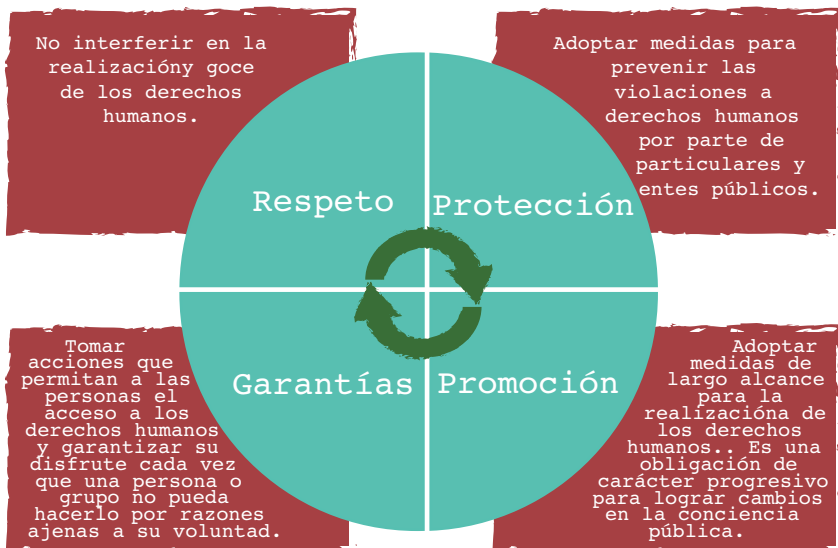 No interferir en la
realizacióny goce
de los derechos
humanos.
Adoptar medidas para
prevenir las
violaciones a
derechos humanos
por parte de
particulares y
entes públicos.
Respeto
Protección
Garantías
Promoción
Tomar
acciones que
permitan a las
personas el
acceso a los
derechos humanos
y garantizar su
disfrute cada vez
que una persona o
grupo no pueda
hacerlo por razones
ajenas a su voluntad.
Adoptar
medidas de
largo alcance
para la
realizacióna de
los derechos
humanos.. Es una
obligación de
carácter progresivo
para lograr cambios
en la conciencia
pública.